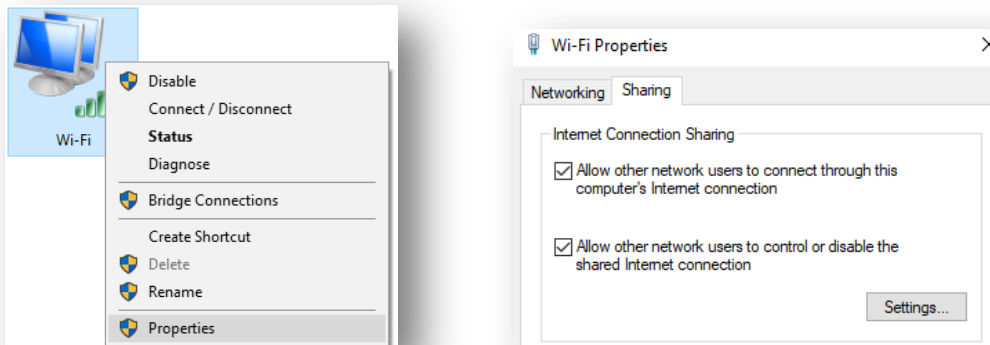 Wi-Fi
Disable
Connect / Disconnect
Status
Diagnose
Bridge Connections
Create Shortcut
Delete
Rename
Properties
Wi-Fi Properties
Networking
Sharing
Internet Connection Sharing
Allow other network users to connect through this
computer's Internet connection
Allow other network users to control or disable the
shared Internet connection
Settings...